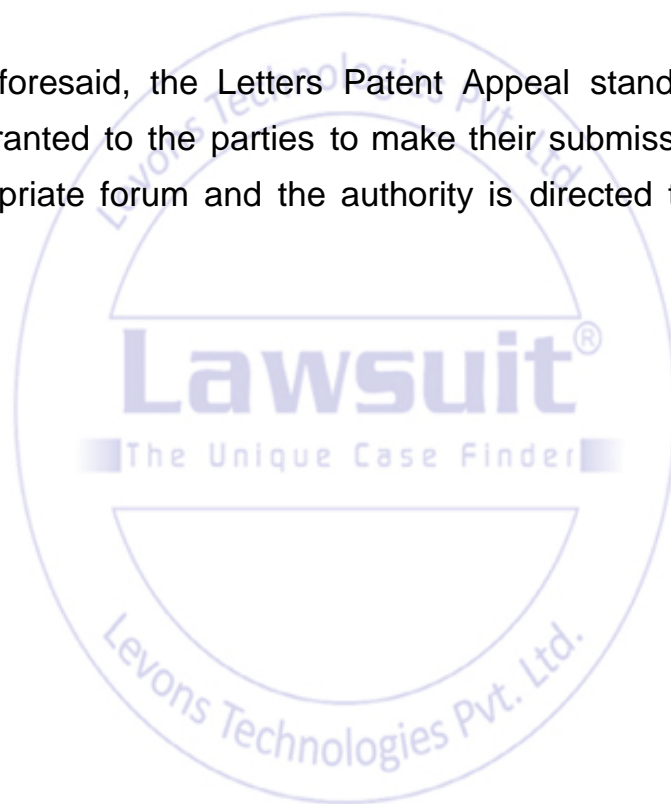 foresaid, the Letters Patent Appeal stand
ranted to the parties to make their submiss
priate forum and the authority is directed
Levons Technologies Pvt. Ltd.
Lawsuit®
The Unique Case Finder
Levons Technologies Pvt. Ltd.